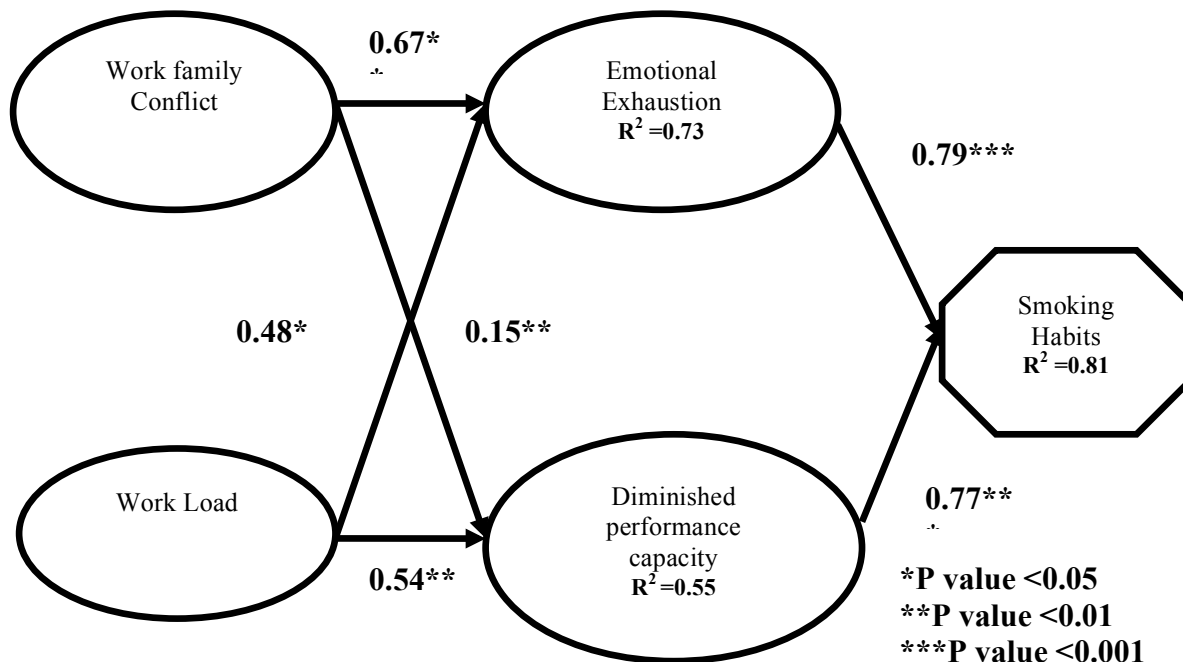 0.67*
*
Work family
Conflict
Emotional
Exhaustion
R² =0.73
0.79***
0.48*
0.15**
Smoking
Habits
R² =0.81
Work Load
0.54**
Diminished
performance
capacity
R² =0.55
0.77**
*
*P value <0.05
**P value <0.01
***P value <0.001